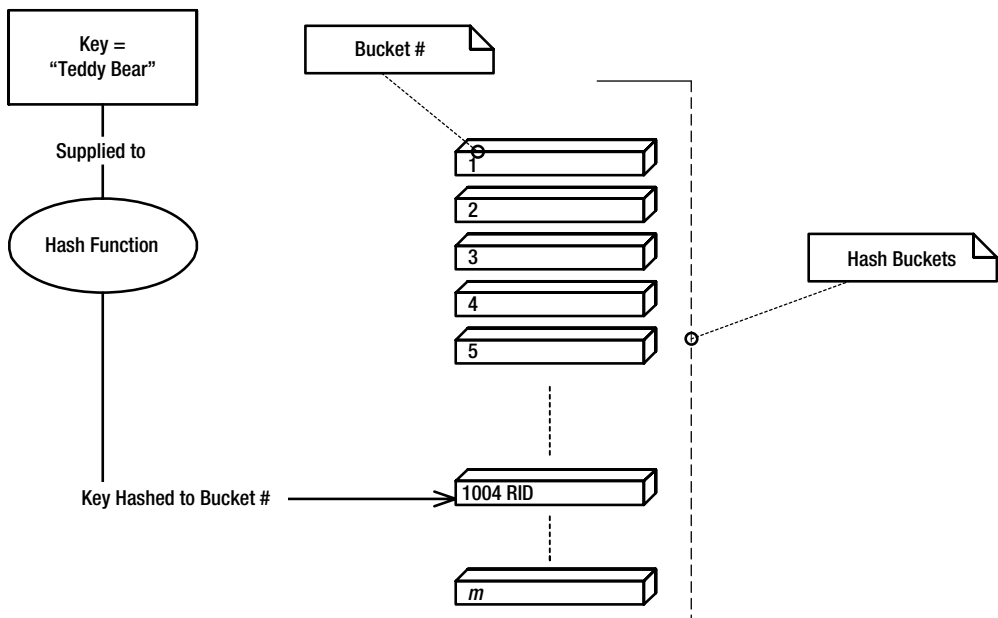 Key =
“Teddy Bear”
Bucket #
Supplied to
1
2
Hash Function
3
Hash Buckets
4
5
Key Hashed to Bucket #
1004 RID
m